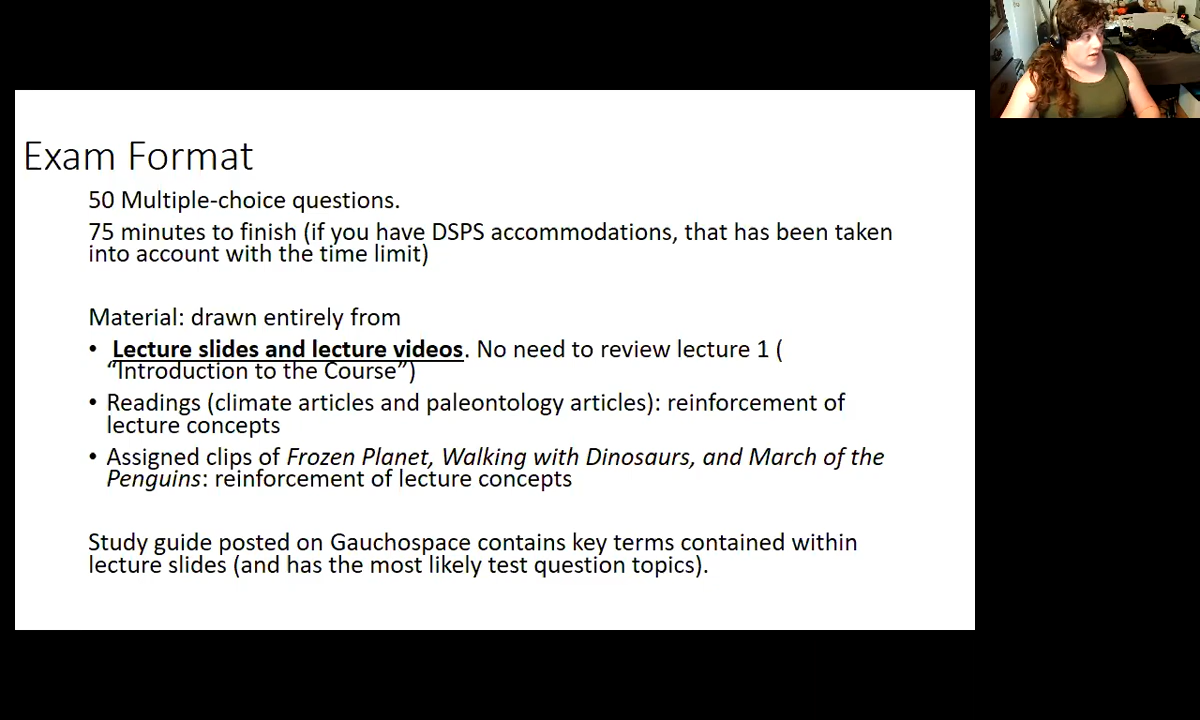 Exam Format
50 Multiple-choice questions.
75 minutes to finish (if you have DSPS accommodations, that has been taken
into account with the time limit)
Material: drawn entirely from
• Lecture slides and lecture videos. No need to review lecture 1 (
“Introduction to the Course”)
• Readings (climate articles and paleontology articles): reinforcement of
lecture concepts
• Assigned clips of Frozen Planet, Walking with Dinosaurs, and March of the
Penguins: reinforcement of lecture concepts
Study guide posted on Gauchospace contains key terms contained within
lecture slides (and has the most likely test question topics).